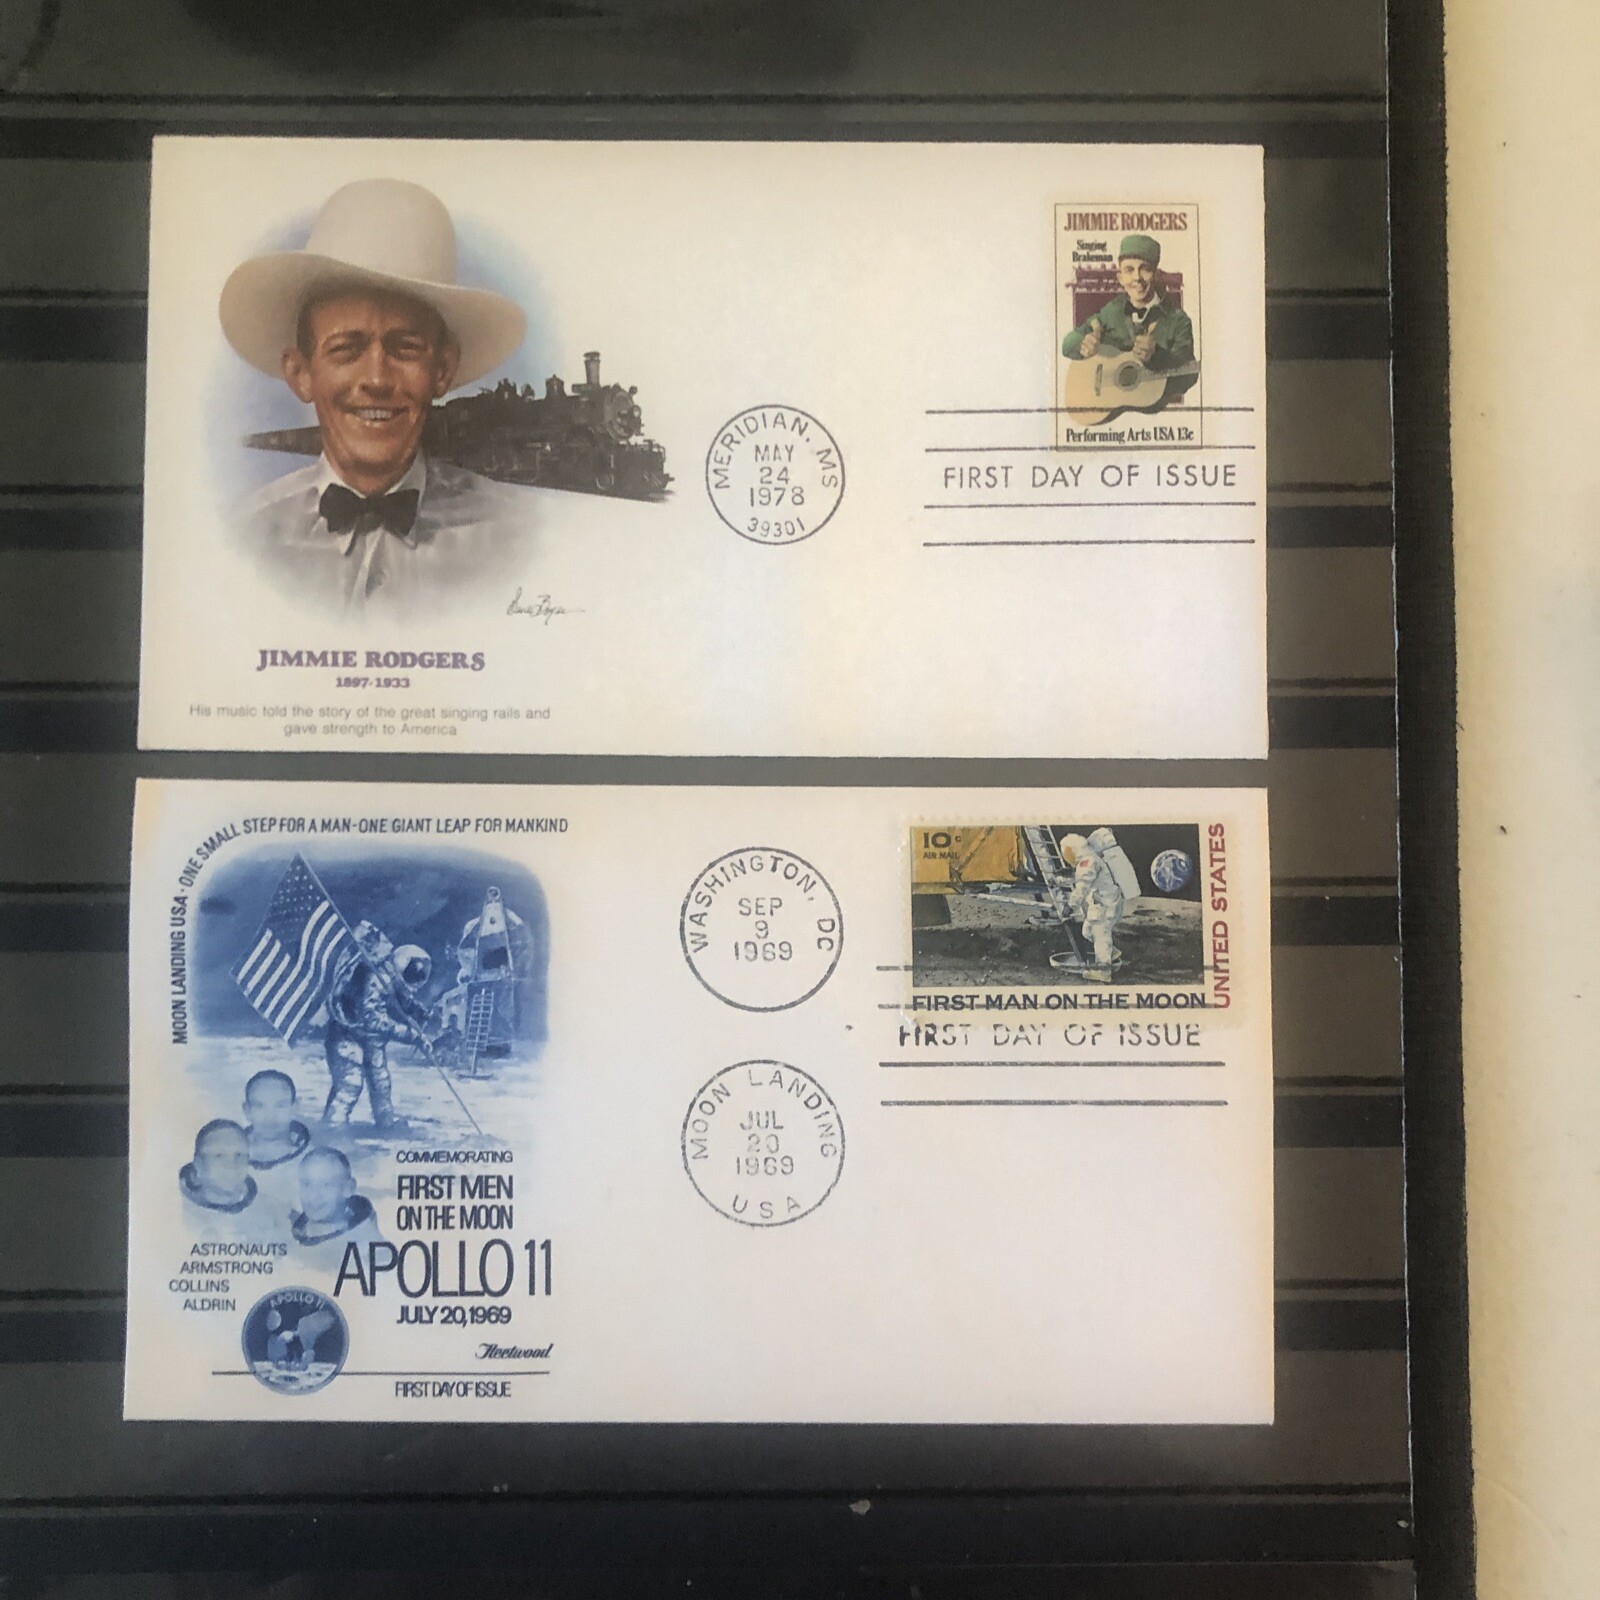 JIMMIE RODGERS
Singing
Brakeman
Performing Arts USA 13c
MERIDIAN, MS
MAY
24
1978
39301
FIRST DAY OF ISSUE
JIMMIE RODGERS
1897-1933
His music told the story of the great singing rails and
gave strength to America
MOON LANDING USA · ONE SMALL STEP FOR A MAN-ONE GIANT LEAP FOR MANKIND
WASHINGTON, DC
SEP
9
1969
10c
AIR MAIL
UNITED STATES
FIRST MAN ON THE MOON
FIRST DAY OF ISSUE
MOON LANDING
JUL
20
1969
USA
COMMEMORATING
FIRST MEN
ON THE MOON
APOLLO 11
JULY 20, 1969
ASTRONAUTS
ARMSTRONG
COLLINS
ALDRIN
APOLLO 11
Fleetwood
FIRST DAY OF ISSUE